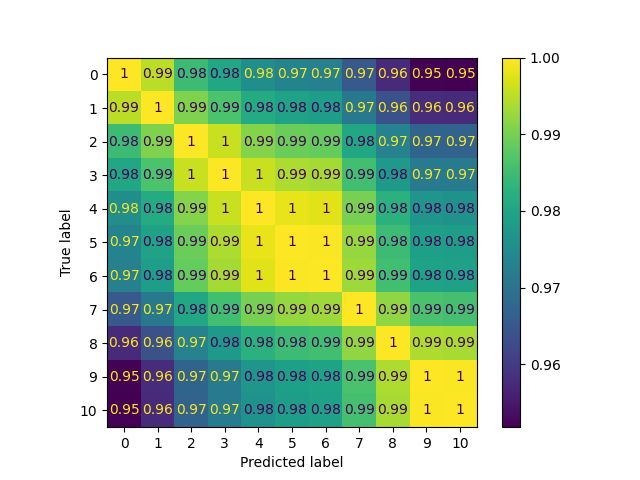 0 1 0.99 0.98 0.98 0.98 0.97 0.97 0.97 0.96 0.95 0.95 1.00
1 0.99 1 0.99 0.99 0.98 0.98 0.98 0.97 0.96 0.96 0.96
2 0.98 0.99 1 1 0.99 0.99 0.99 0.98 0.97 0.97 0.97 0.99
3 0.98 0.99 1 1 1 0.99 0.99 0.99 0.98 0.97 0.97
4 0.98 0.98 0.99 1 1 1 1 0.99 0.98 0.98 0.98 0.98
5 0.97 0.98 0.99 0.99 1 1 1 0.99 0.98 0.98 0.98
6 0.97 0.98 0.99 0.99 1 1 1 0.99 0.99 0.98 0.98 0.97
7 0.97 0.97 0.98 0.99 0.99 0.99 0.99 1 0.99 0.99 0.99
8 0.96 0.96 0.97 0.98 0.98 0.98 0.99 0.99 1 0.99 0.99 0.96
9 0.95 0.96 0.97 0.97 0.98 0.98 0.98 0.99 0.99 1 1
10 0.95 0.96 0.97 0.97 0.98 0.98 0.98 0.99 0.99 1 1
True label
0 1 2 3 4 5 6 7 8 9 10
Predicted label